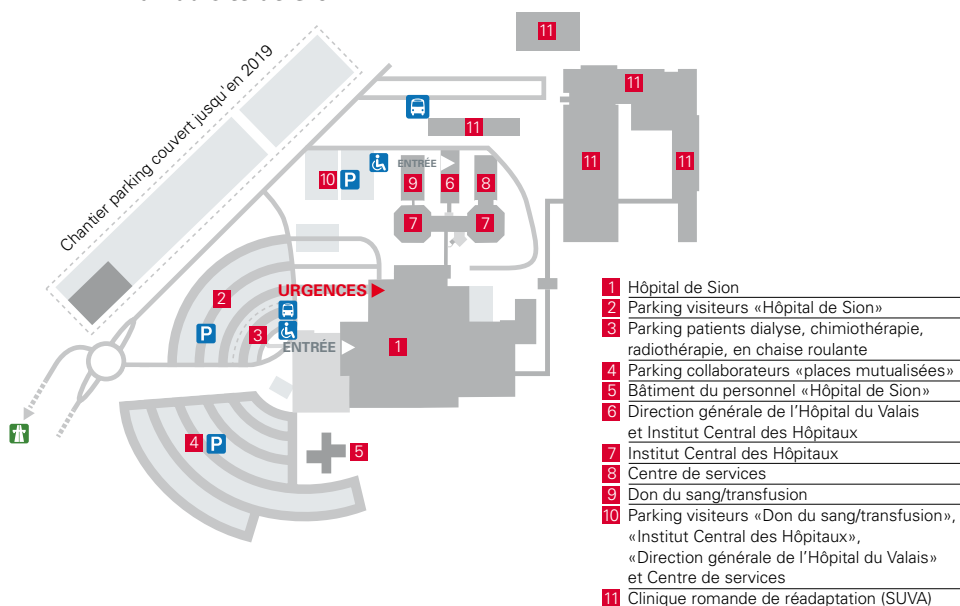 11
11
Chantier parking couvert jusqu'en 2019
11
11
11
ENTRÉE
10 P
9
6
8
7
7
URGENCES
2
P
3
ENTRÉE
1
4 P
5
1 Hôpital de Sion
2 Parking visiteurs «Hôpital de Sion»
3 Parking patients dialyse, chimiothérapie,
radiothérapie, en chaise roulante
4 Parking collaborateurs «places mutualisées»
5 Bâtiment du personnel «Hôpital de Sion»
6 Direction générale de l'Hôpital du Valais
et Institut Central des Hôpitaux
7 Institut Central des Hôpitaux
8 Centre de services
9 Don du sang/transfusion
10 Parking visiteurs «Don du sang/transfusion»,
«Institut Central des Hôpitaux»,
«Direction générale de l'Hôpital du Valais»
et Centre de services
11 Clinique romande de réadaptation (SUVA)